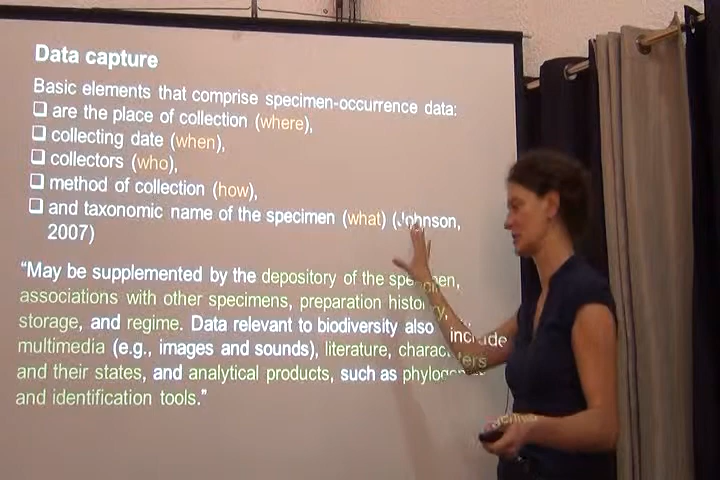 Data capture
Basic elements that comprise specimen-occurrence data:
❑ are the place of collection (where),
❑ collecting date (when),
❑ collectors (who),
❑ method of collection (how),
❑ and taxonomic name of the specimen (what) (Johnson,
2007)
“May be supplemented by the depository of the specimen,
associations with other specimens, preparation history,
storage, and regime. Data relevant to biodiversity also include
multimedia (e.g., images and sounds), literature, characters
and their states, and analytical products, such as
and identification tools.”